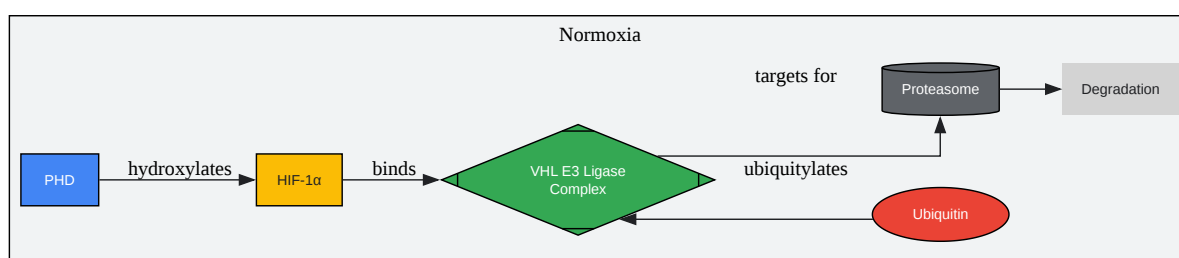 Normoxia
targets for
Proteasome
Degradation
PHD
hydroxylates
HIF-1α
binds
VHL E3 Ligase
Complex
ubiquitylates
Ubiquitin